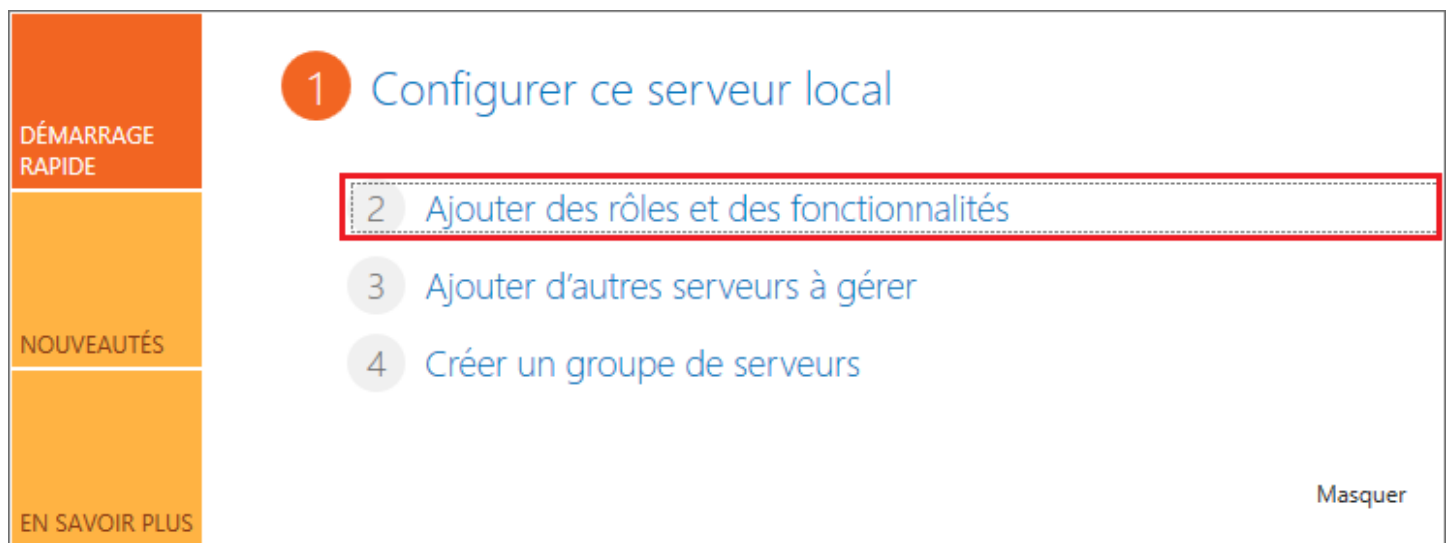 DÉMARRAGE
RAPIDE
NOUVEAUTÉS
EN SAVOIR PLUS
1 Configurer ce serveur local
2 Ajouter des rôles et des fonctionnalités
3 Ajouter d’autres serveurs à gérer
4 Créer un groupe de serveurs
Masquer